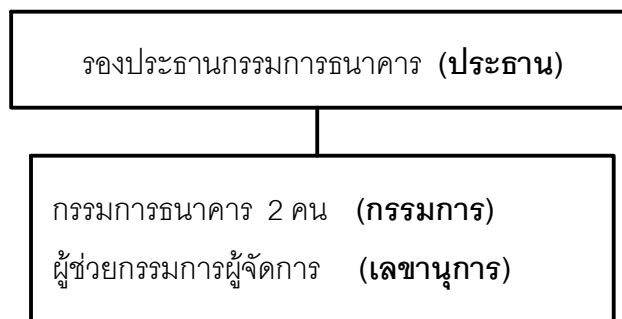 รองประธานกรรมการธนาคาร (ประธาน)
กรรมการธนาคาร 2 คน (กรรมการ)
ผู้ช่วยกรรมการผู้จัดการ (เลขานุการ)